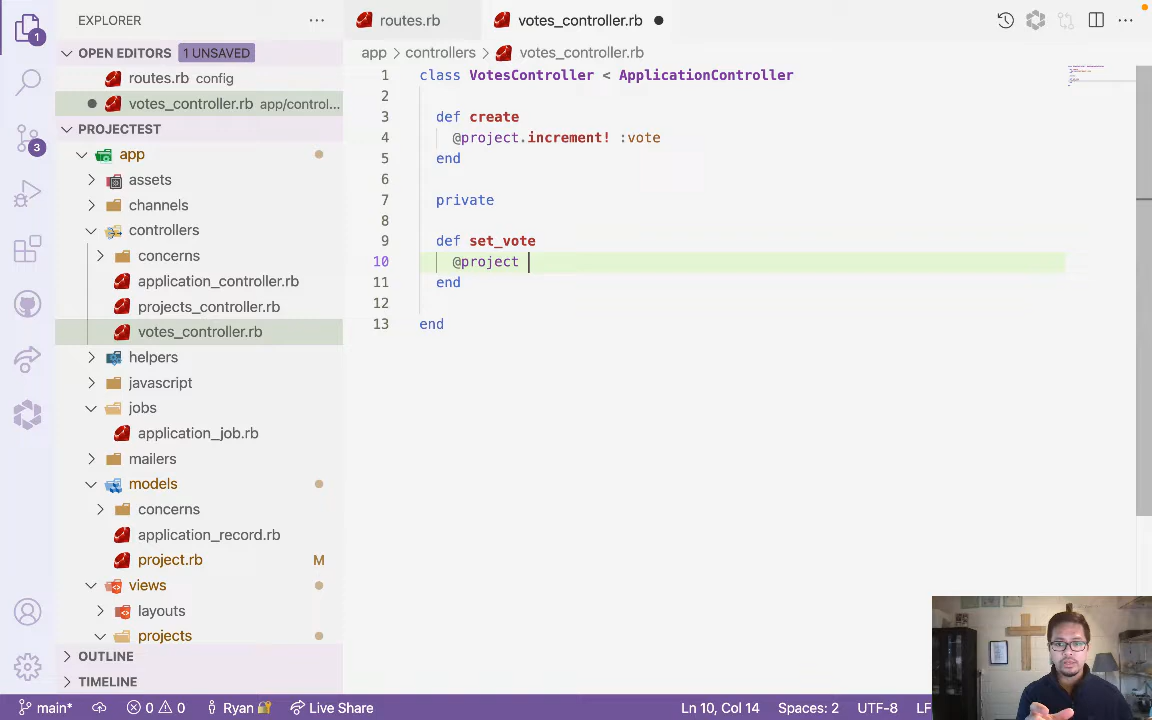 EXPLORER
OPEN EDITORS 1 UNSAVED
routes.rb config
votes_controller.rb app/control...
PROJECTEST
app
assets
channels
controllers
concerns
application_controller.rb
projects_controller.rb
votes_controller.rb
helpers
javascript
jobs
application_job.rb
mailers
models
concerns
application_record.rb
project.rb M
views
layouts
projects
OUTLINE
TIMELINE
1
3
routes.rb
votes_controller.rb
app > controllers > votes_controller.rb
1 class VotesController < ApplicationController
2
3 def create
4 @project.increment! :vote
5 end
6
7 private
8
9 def set_vote
10 @project
11 end
12
13 end
main* 0 0 Ryan Live Share Ln 10, Col 14 Spaces: 2 UTF-8 LF